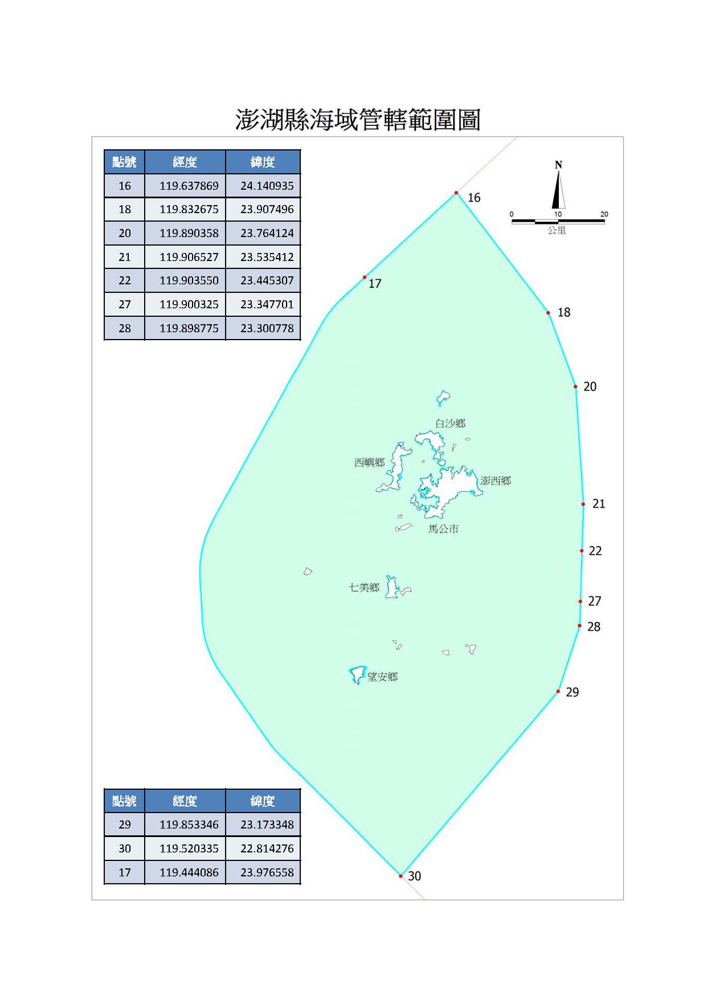 澎湖縣海域管轄範圍圖
點號 經度 緯度
16 119.637869 24.140935
18 119.832675 23.907496
20 119.890358 23.764124
21 119.906527 23.535412
22 119.903550 23.445307
27 119.900325 23.347701
28 119.898775 23.300778
N
0 10 20
公里
16
17
18
20
白沙鄉
西嶼鄉
澎西鄉
21
馬公市
22
七美鄉
27
28
望安鄉
29
點號 經度 緯度
29 119.853346 23.173348
30 119.520335 22.814276
17 119.444086 23.976558
30